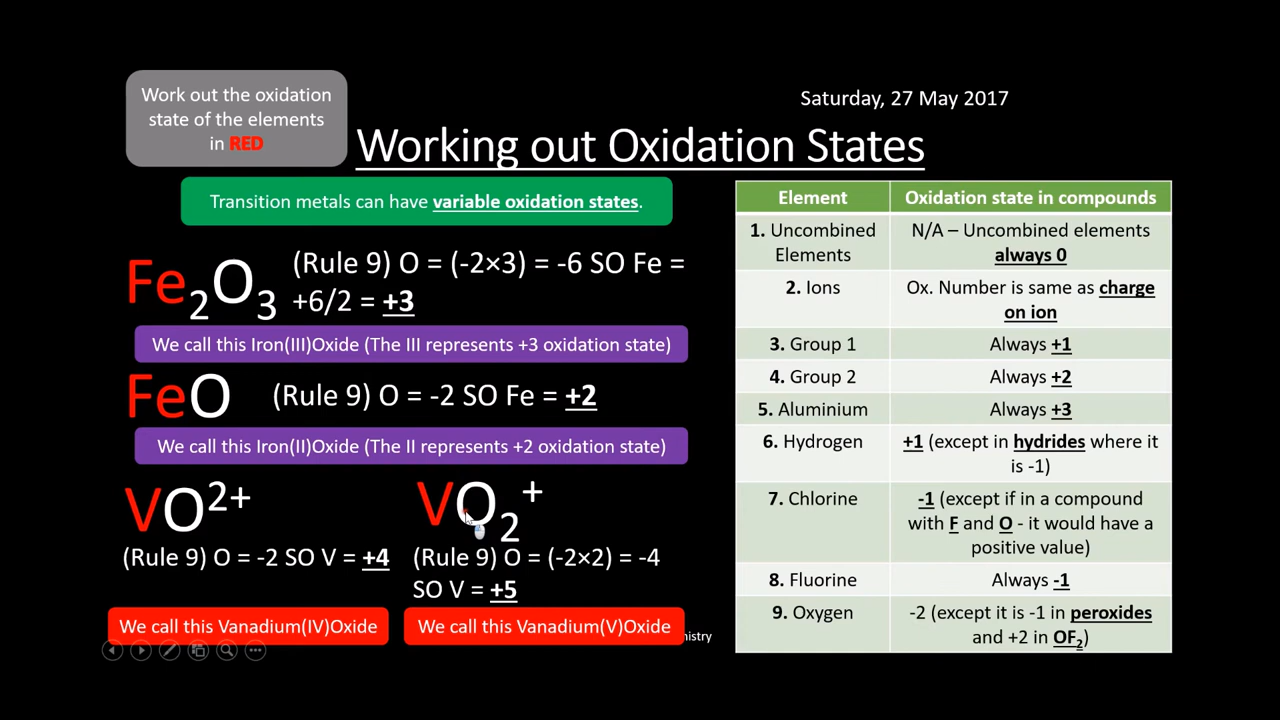 Work out the oxidation
state of the elements
in RED
Saturday, 27 May 2017
Working out Oxidation States
Transition metals can have variable oxidation states.
Fe₂O₃
(Rule 9) O = (-2×3) = -6 SO Fe =
+6/2 = +3
We call this Iron(III)Oxide (The III represents +3 oxidation state)
FeO
(Rule 9) O = -2 SO Fe = +2
We call this Iron(II)Oxide (The II represents +2 oxidation state)
VO²⁺
(Rule 9) O = -2 SO V = +4
We call this Vanadium(IV)Oxide
VO₂⁺
(Rule 9) O = (-2×2) = -4
SO V = +5
We call this Vanadium(V)Oxide
Element Oxidation state in compounds
1. Uncombined
Elements
N/A – Uncombined elements
always 0
2. Ions
Ox. Number is same as charge
on ion
3. Group 1 Always +1
4. Group 2 Always +2
5. Aluminium Always +3
6. Hydrogen
+1 (except in hydrides where it
is -1)
7. Chlorine
-1 (except if in a compound
with F and O - it would have a
positive value)
8. Fluorine Always -1
9. Oxygen
-2 (except it is -1 in peroxides
and +2 in OF₂)